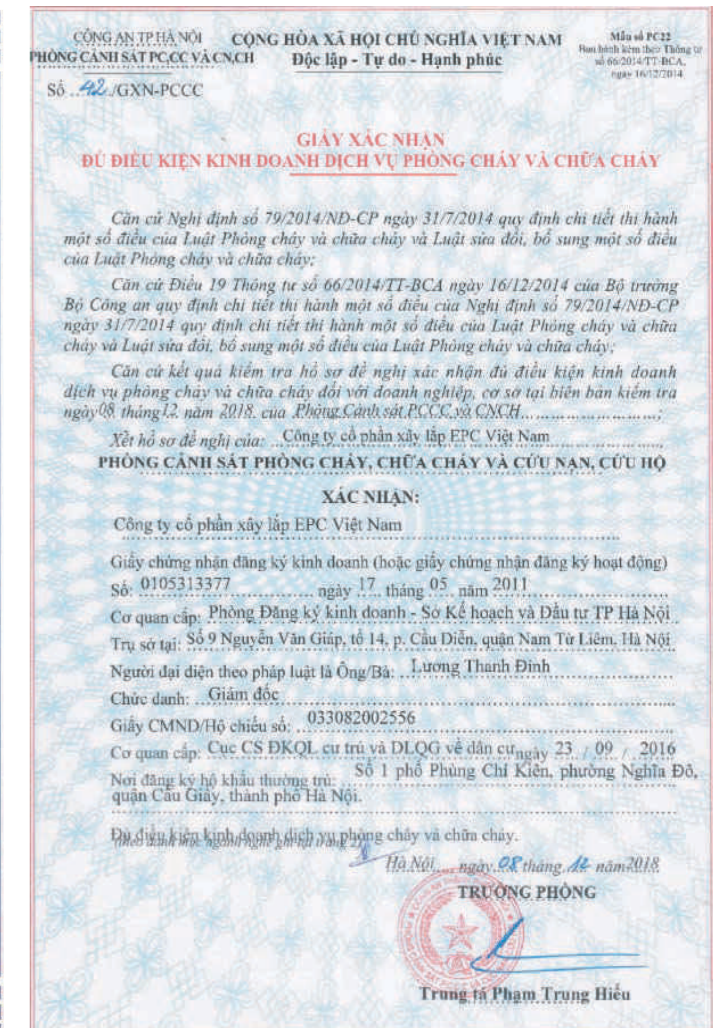 CÔNG AN TP HÀ NỘI
PHÒNG CẢNH SÁT PC,CC VÀ CN,CH
Số ..42../GXN-PCCC
CỘNG HÒA XÃ HỘI CHỦ NGHĨA VIỆT NAM
Độc lập - Tự do - Hạnh phúc
Mẫu số PC22
Ban hành kèm theo Thông tư
số 66/2014/TT-BCA,
ngày 16/12/2014
GIẤY XÁC NHẬN
ĐỦ ĐIỀU KIỆN KINH DOANH DỊCH VỤ PHÒNG CHÁY VÀ CHỮA CHÁY
Căn cứ Nghị định số 79/2014/NĐ-CP ngày 31/7/2014 quy định chi tiết thi hành
một số điều của Luật Phòng cháy và chữa cháy và Luật sửa đổi, bổ sung một số điều
của Luật Phòng cháy và chữa cháy;
Căn cứ Điều 19 Thông tư số 66/2014/TT-BCA ngày 16/12/2014 của Bộ trưởng
Bộ Công an quy định chi tiết thi hành một số điều của Nghị định số 79/2014/NĐ-CP
ngày 31/7/2014 quy định chi tiết thi hành một số điều của Luật Phòng cháy và chữa
cháy và Luật sửa đổi, bổ sung một số điều của Luật Phòng cháy và chữa cháy;
Căn cứ kết quả kiểm tra hồ sơ đề nghị xác nhận đủ điều kiện kinh doanh
dịch vụ phòng cháy và chữa cháy đối với doanh nghiệp, cơ sở tại biên bản kiểm tra
ngày 08 tháng 12 năm 2018 của Phòng Cảnh sát PCCC và CNCH;
Xét hồ sơ đề nghị của: Công ty cổ phần xây lắp EPC Việt Nam
PHÒNG CẢNH SÁT PHÒNG CHÁY, CHỮA CHÁY VÀ CỨU NẠN, CỨU HỘ
XÁC NHẬN:
Công ty cổ phần xây lắp EPC Việt Nam
Giấy chứng nhận đăng ký kinh doanh (hoặc giấy chứng nhận đăng ký hoạt động)
Số: 0105313377 ngày 17 tháng 05 năm 2011
Cơ quan cấp: Phòng Đăng ký kinh doanh - Sở Kế hoạch và Đầu tư TP Hà Nội
Trụ sở tại: Số 9 Nguyễn Văn Giáp, tổ 14, p. Cầu Diễn, quận Nam Từ Liêm, Hà Nội
Người đại diện theo pháp luật là Ông/Bà: Lương Thanh Đinh
Chức danh: Giám đốc
Giấy CMND/Hộ chiếu số: 033082002556
Cơ quan cấp: Cục CS ĐKQL cư trú và DLQG về dân cư ngày 23 / 09 / 2016
Nơi đăng ký hộ khẩu thường trú: Số 1 phố Phùng Chí Kiên, phường Nghĩa Đô,
quận Cầu Giấy, thành phố Hà Nội.
Đủ điều kiện kinh doanh dịch vụ phòng cháy và chữa cháy.
Hà Nội, ngày 08 tháng 12 năm 2018
TRƯỞNG PHÒNG
Trung tá Phạm Trung Hiếu